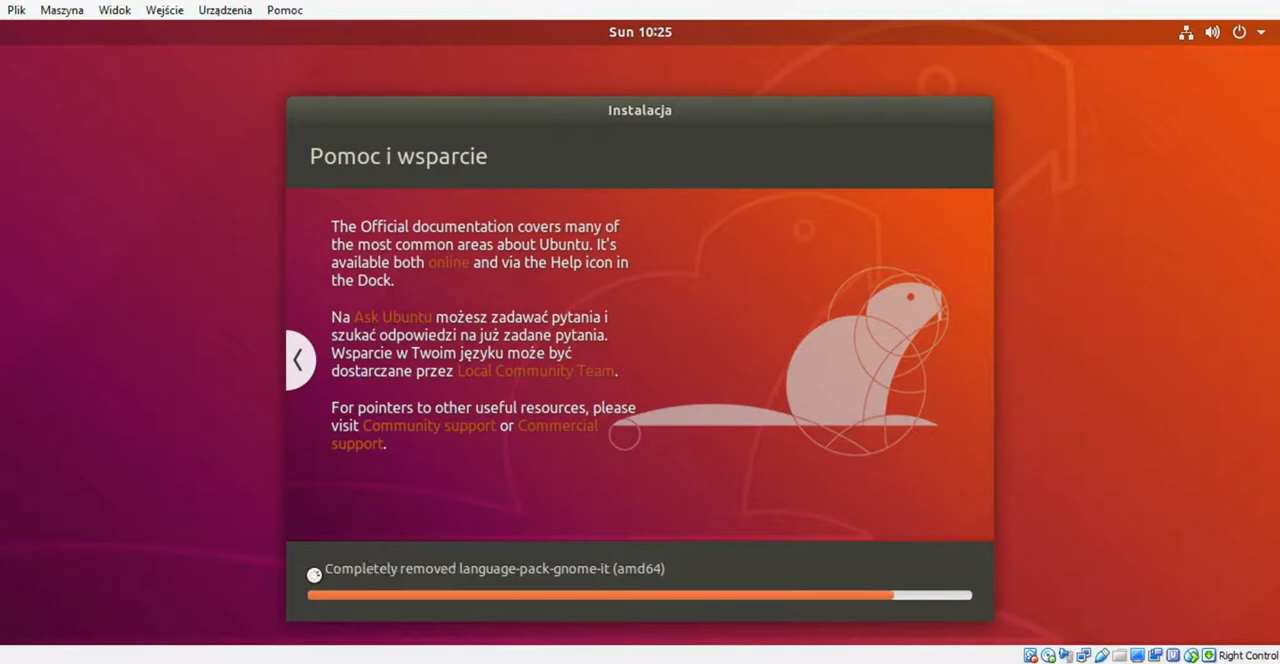 Plik Maszyna Widok Wejście Urządzenia Pomoc
Sun 10:25
Instalacja
Pomoc i wsparcie
The Official documentation covers many of
the most common areas about Ubuntu. It's
available both online and via the Help icon in
the Dock.
Na Ask Ubuntu możesz zadawać pytania i
szukać odpowiedzi na już zadane pytania.
Wsparcie w Twoim języku może być
dostarczane przez Local Community Team.
For pointers to other useful resources, please
visit Community support or Commercial
support.
Completely removed language-pack-gnome-it (amd64)
Right Control